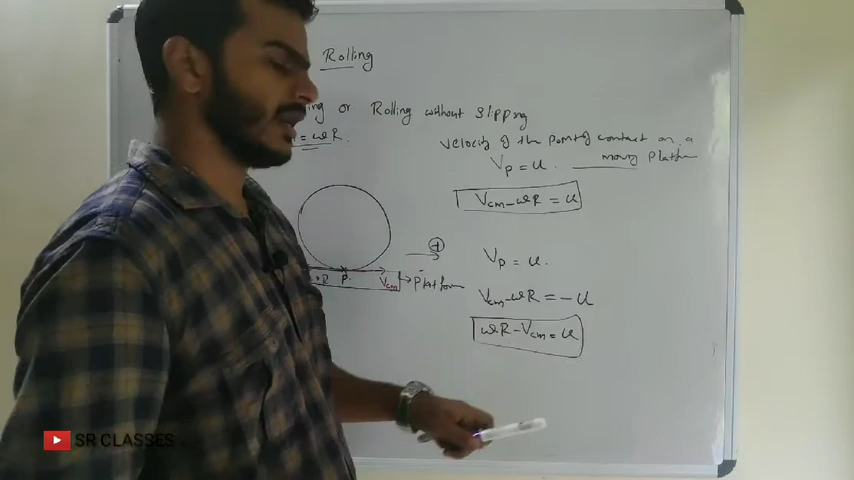 Rolling
or Rolling without slipping
= ωR.
Velocity of the point of contact on a
moving Platform
Vp = u.
Vcm - ωR = u
+
Vp = u.
ωR P. Vcm → Platform
Vcm - ωR = - u
ωR - Vcm = u
SR CLASSES